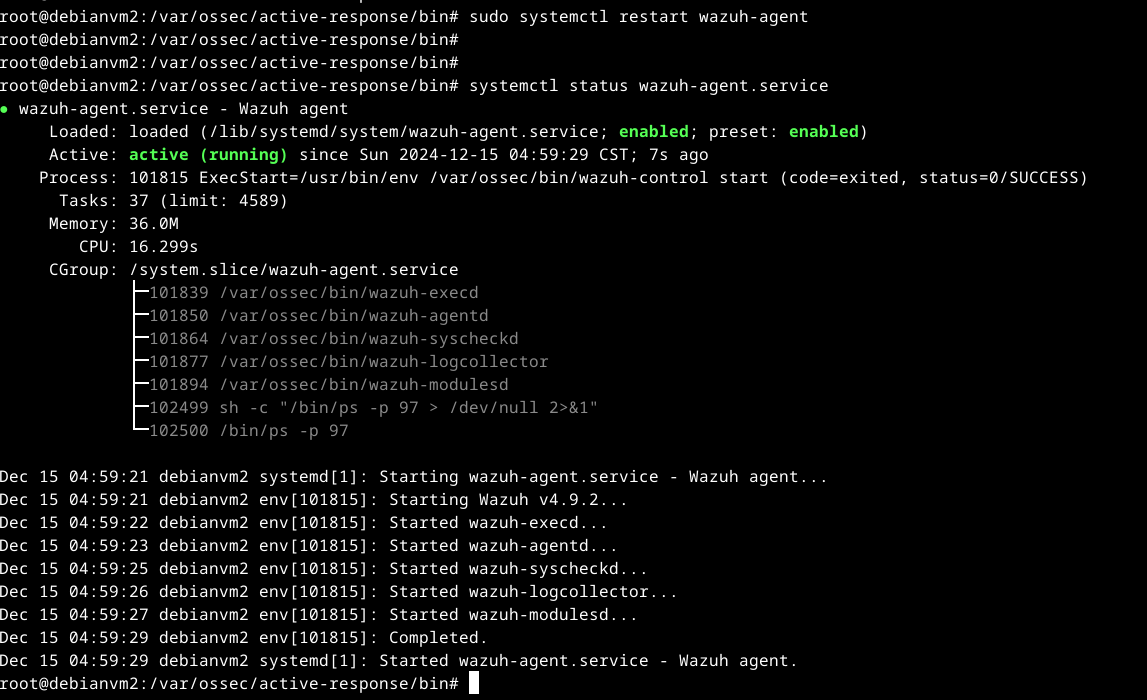 root@debianvm2:/var/ossec/active-response/bin# sudo systemctl restart wazuh-agent
root@debianvm2:/var/ossec/active-response/bin#
root@debianvm2:/var/ossec/active-response/bin#
root@debianvm2:/var/ossec/active-response/bin# systemctl status wazuh-agent.service
● wazuh-agent.service - Wazuh agent
     Loaded: loaded (/lib/systemd/system/wazuh-agent.service; enabled; preset: enabled)
     Active: active (running) since Sun 2024-12-15 04:59:29 CST; 7s ago
    Process: 101815 ExecStart=/usr/bin/env /var/ossec/bin/wazuh-control start (code=exited, status=0/SUCCESS)
      Tasks: 37 (limit: 4589)
     Memory: 36.0M
        CPU: 16.299s
     CGroup: /system.slice/wazuh-agent.service
             ├─101839 /var/ossec/bin/wazuh-execd
             ├─101850 /var/ossec/bin/wazuh-agentd
             ├─101864 /var/ossec/bin/wazuh-syscheckd
             ├─101877 /var/ossec/bin/wazuh-logcollector
             ├─101894 /var/ossec/bin/wazuh-modulesd
             ├─102499 sh -c "/bin/ps -p 97 > /dev/null 2>&1"
             └─102500 /bin/ps -p 97

Dec 15 04:59:21 debianvm2 systemd[1]: Starting wazuh-agent.service - Wazuh agent...
Dec 15 04:59:21 debianvm2 env[101815]: Starting Wazuh v4.9.2...
Dec 15 04:59:22 debianvm2 env[101815]: Started wazuh-execd...
Dec 15 04:59:23 debianvm2 env[101815]: Started wazuh-agentd...
Dec 15 04:59:25 debianvm2 env[101815]: Started wazuh-syscheckd...
Dec 15 04:59:26 debianvm2 env[101815]: Started wazuh-logcollector...
Dec 15 04:59:27 debianvm2 env[101815]: Started wazuh-modulesd...
Dec 15 04:59:29 debianvm2 env[101815]: Completed.
Dec 15 04:59:29 debianvm2 systemd[1]: Started wazuh-agent.service - Wazuh agent.
root@debianvm2:/var/ossec/active-response/bin#